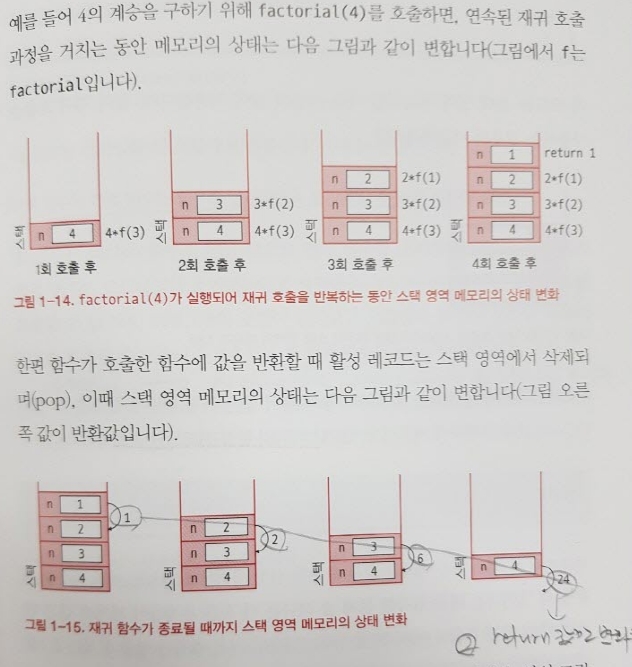 예를 들어 4의 계승을 구하기 위해 factorial(4)를 호출하면, 연속된 재귀 호출
과정을 거치는 동안 메모리의 상태는 다음 그림과 같이 변합니다(그림에서 f는
factorial입니다).
스택 n 4 4*f(3)
1회 호출 후
스택
n 3 3*f(2)
n 4 4*f(3)
2회 호출 후
스택
n 2 2*f(1)
n 3 3*f(2)
n 4 4*f(3)
3회 호출 후
스택
n 1 return 1
n 2 2*f(1)
n 3 3*f(2)
n 4 4*f(3)
4회 호출 후
그림 1-14. factorial(4)가 실행되어 재귀 호출을 반복하는 동안 스택 영역 메모리의 상태 변화
한편 함수가 호출한 함수에 값을 반환할 때 활성 레코드는 스택 영역에서 삭제되
며(pop), 이때 스택 영역 메모리의 상태는 다음 그림과 같이 변합니다(그림 오른
쪽 값이 반환값입니다).
스택
n 1
n 2 1
n 3
n 4
스택
n 2
n 3 2
n 4
스택
n 3
n 4 6
스택
n 4
24
그림 1-15. 재귀 함수가 종료될 때까지 스택 영역 메모리의 상태 변화
② return